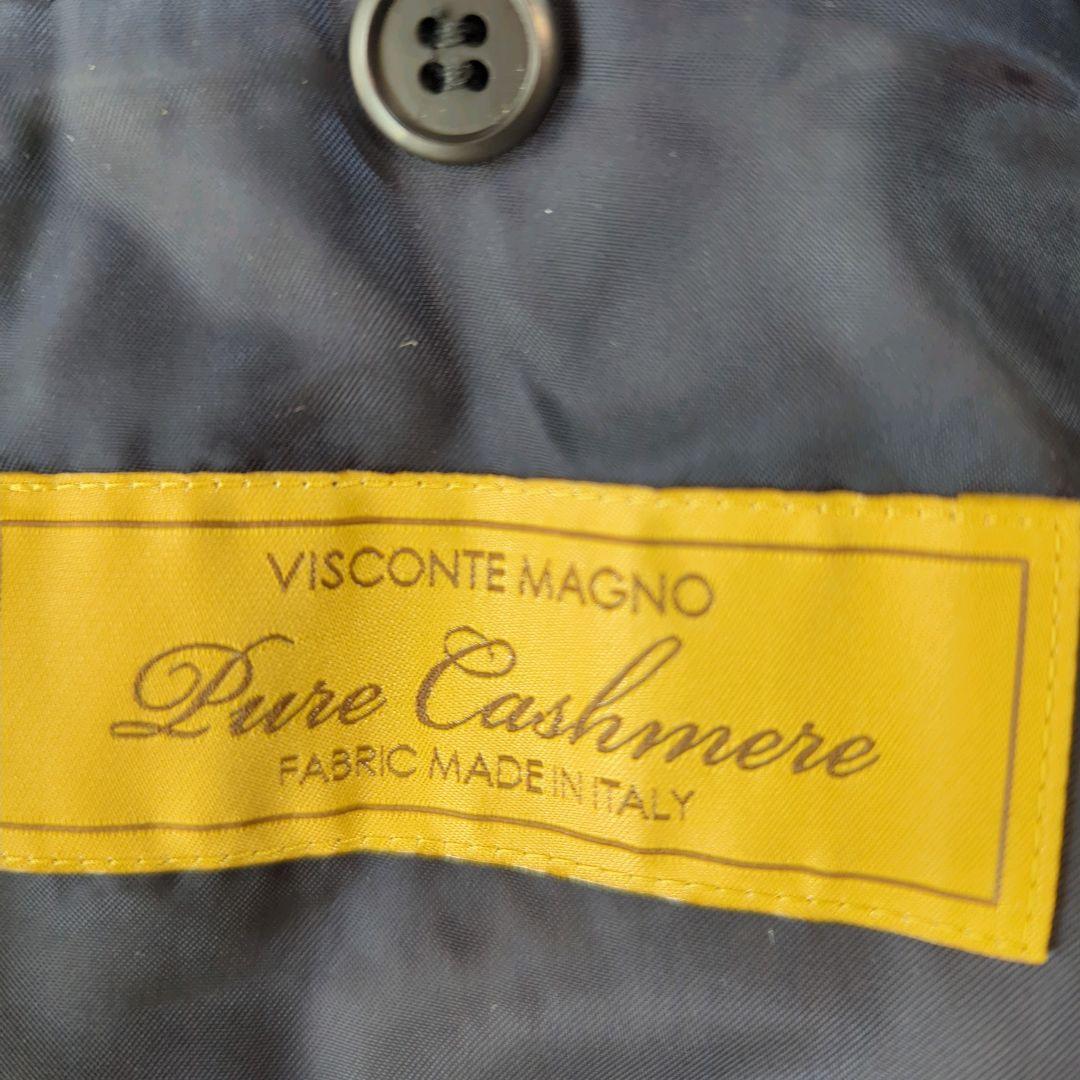 VISCONTE MAGNO
Pure Cashmere
FABRIC MADE IN ITALY